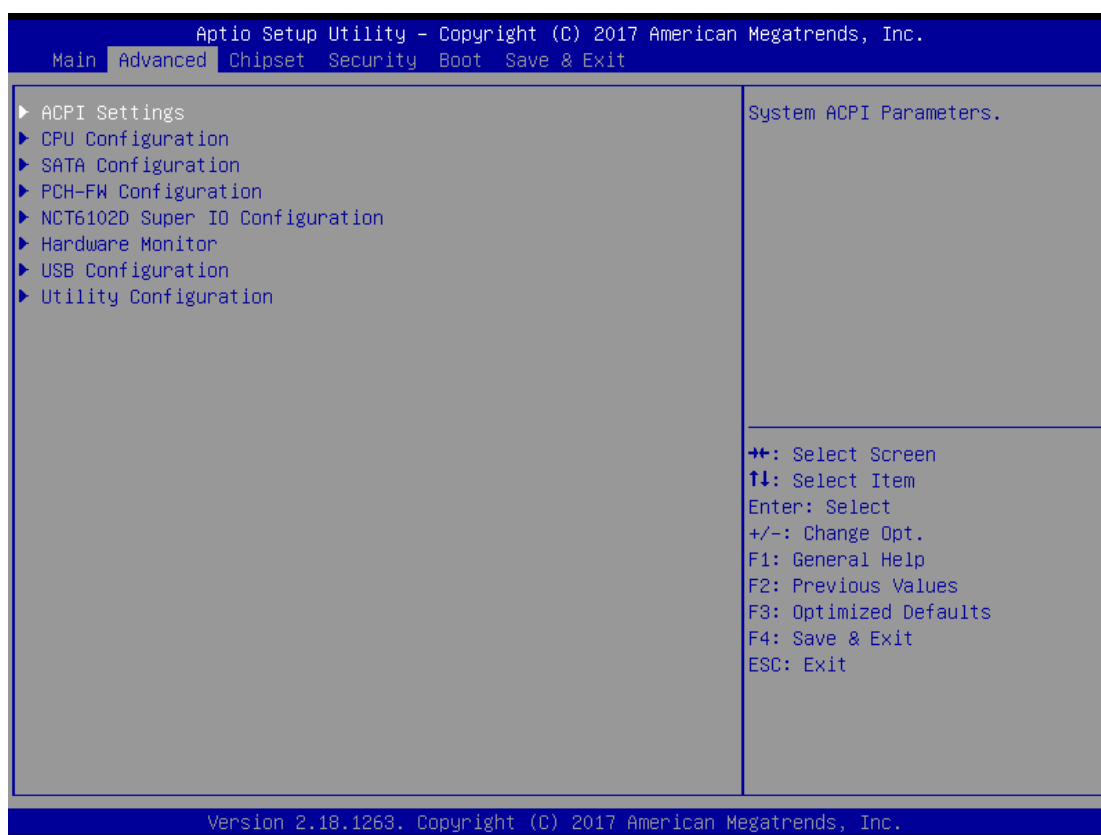 Aptio Setup Utility – Copyright (C) 2017 American Megatrends, Inc.
Main Advanced Chipset Security Boot Save & Exit
▶ ACPI Settings
▶ CPU Configuration
▶ SATA Configuration
▶ PCH-FW Configuration
▶ NCT6102D Super IO Configuration
▶ Hardware Monitor
▶ USB Configuration
▶ Utility Configuration
System ACPI Parameters.
→←: Select Screen
↑↓: Select Item
Enter: Select
+/-: Change Opt.
F1: General Help
F2: Previous Values
F3: Optimized Defaults
F4: Save & Exit
ESC: Exit
Version 2.18.1263. Copyright (C) 2017 American Megatrends, Inc.